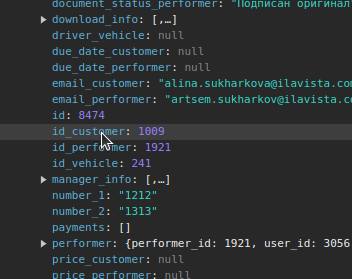 document_status_performer: "Подписан оригинал
download_info: [,…]
driver_vehicle: null
due_date_customer: null
due_date_performer: null
email_customer: "alina.sukharkova@ilavista.com
email_performer: "artsem.sukharkov@ilavista.co
id: 8474
id_customer: 1009
id_performer: 1921
id_vehicle: 241
manager_info: [,…]
number_1: "1212"
number_2: "1313"
payments: []
performer: {performer_id: 1921, user_id: 3056
price_customer: null
price_performer: null